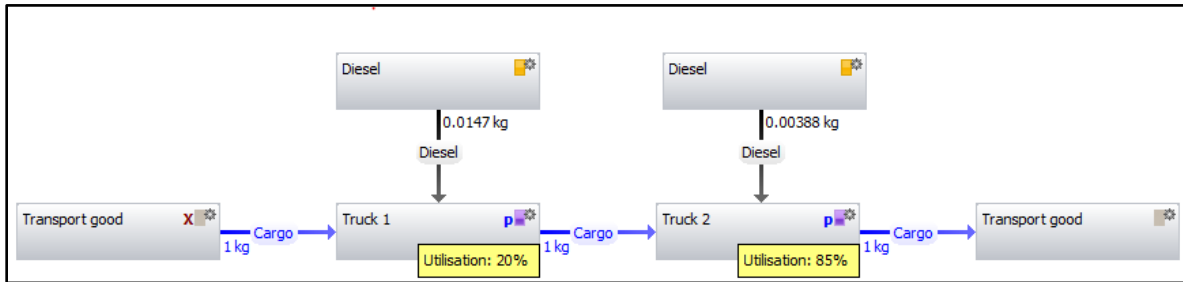 Diesel
Diesel
0.0147 kg
0.00388 kg
Diesel
Diesel
Transport good X
Cargo
1 kg
Truck 1 p
Utilisation: 20%
Cargo
1 kg
Truck 2 p
Utilisation: 85%
Cargo
1 kg
Transport good